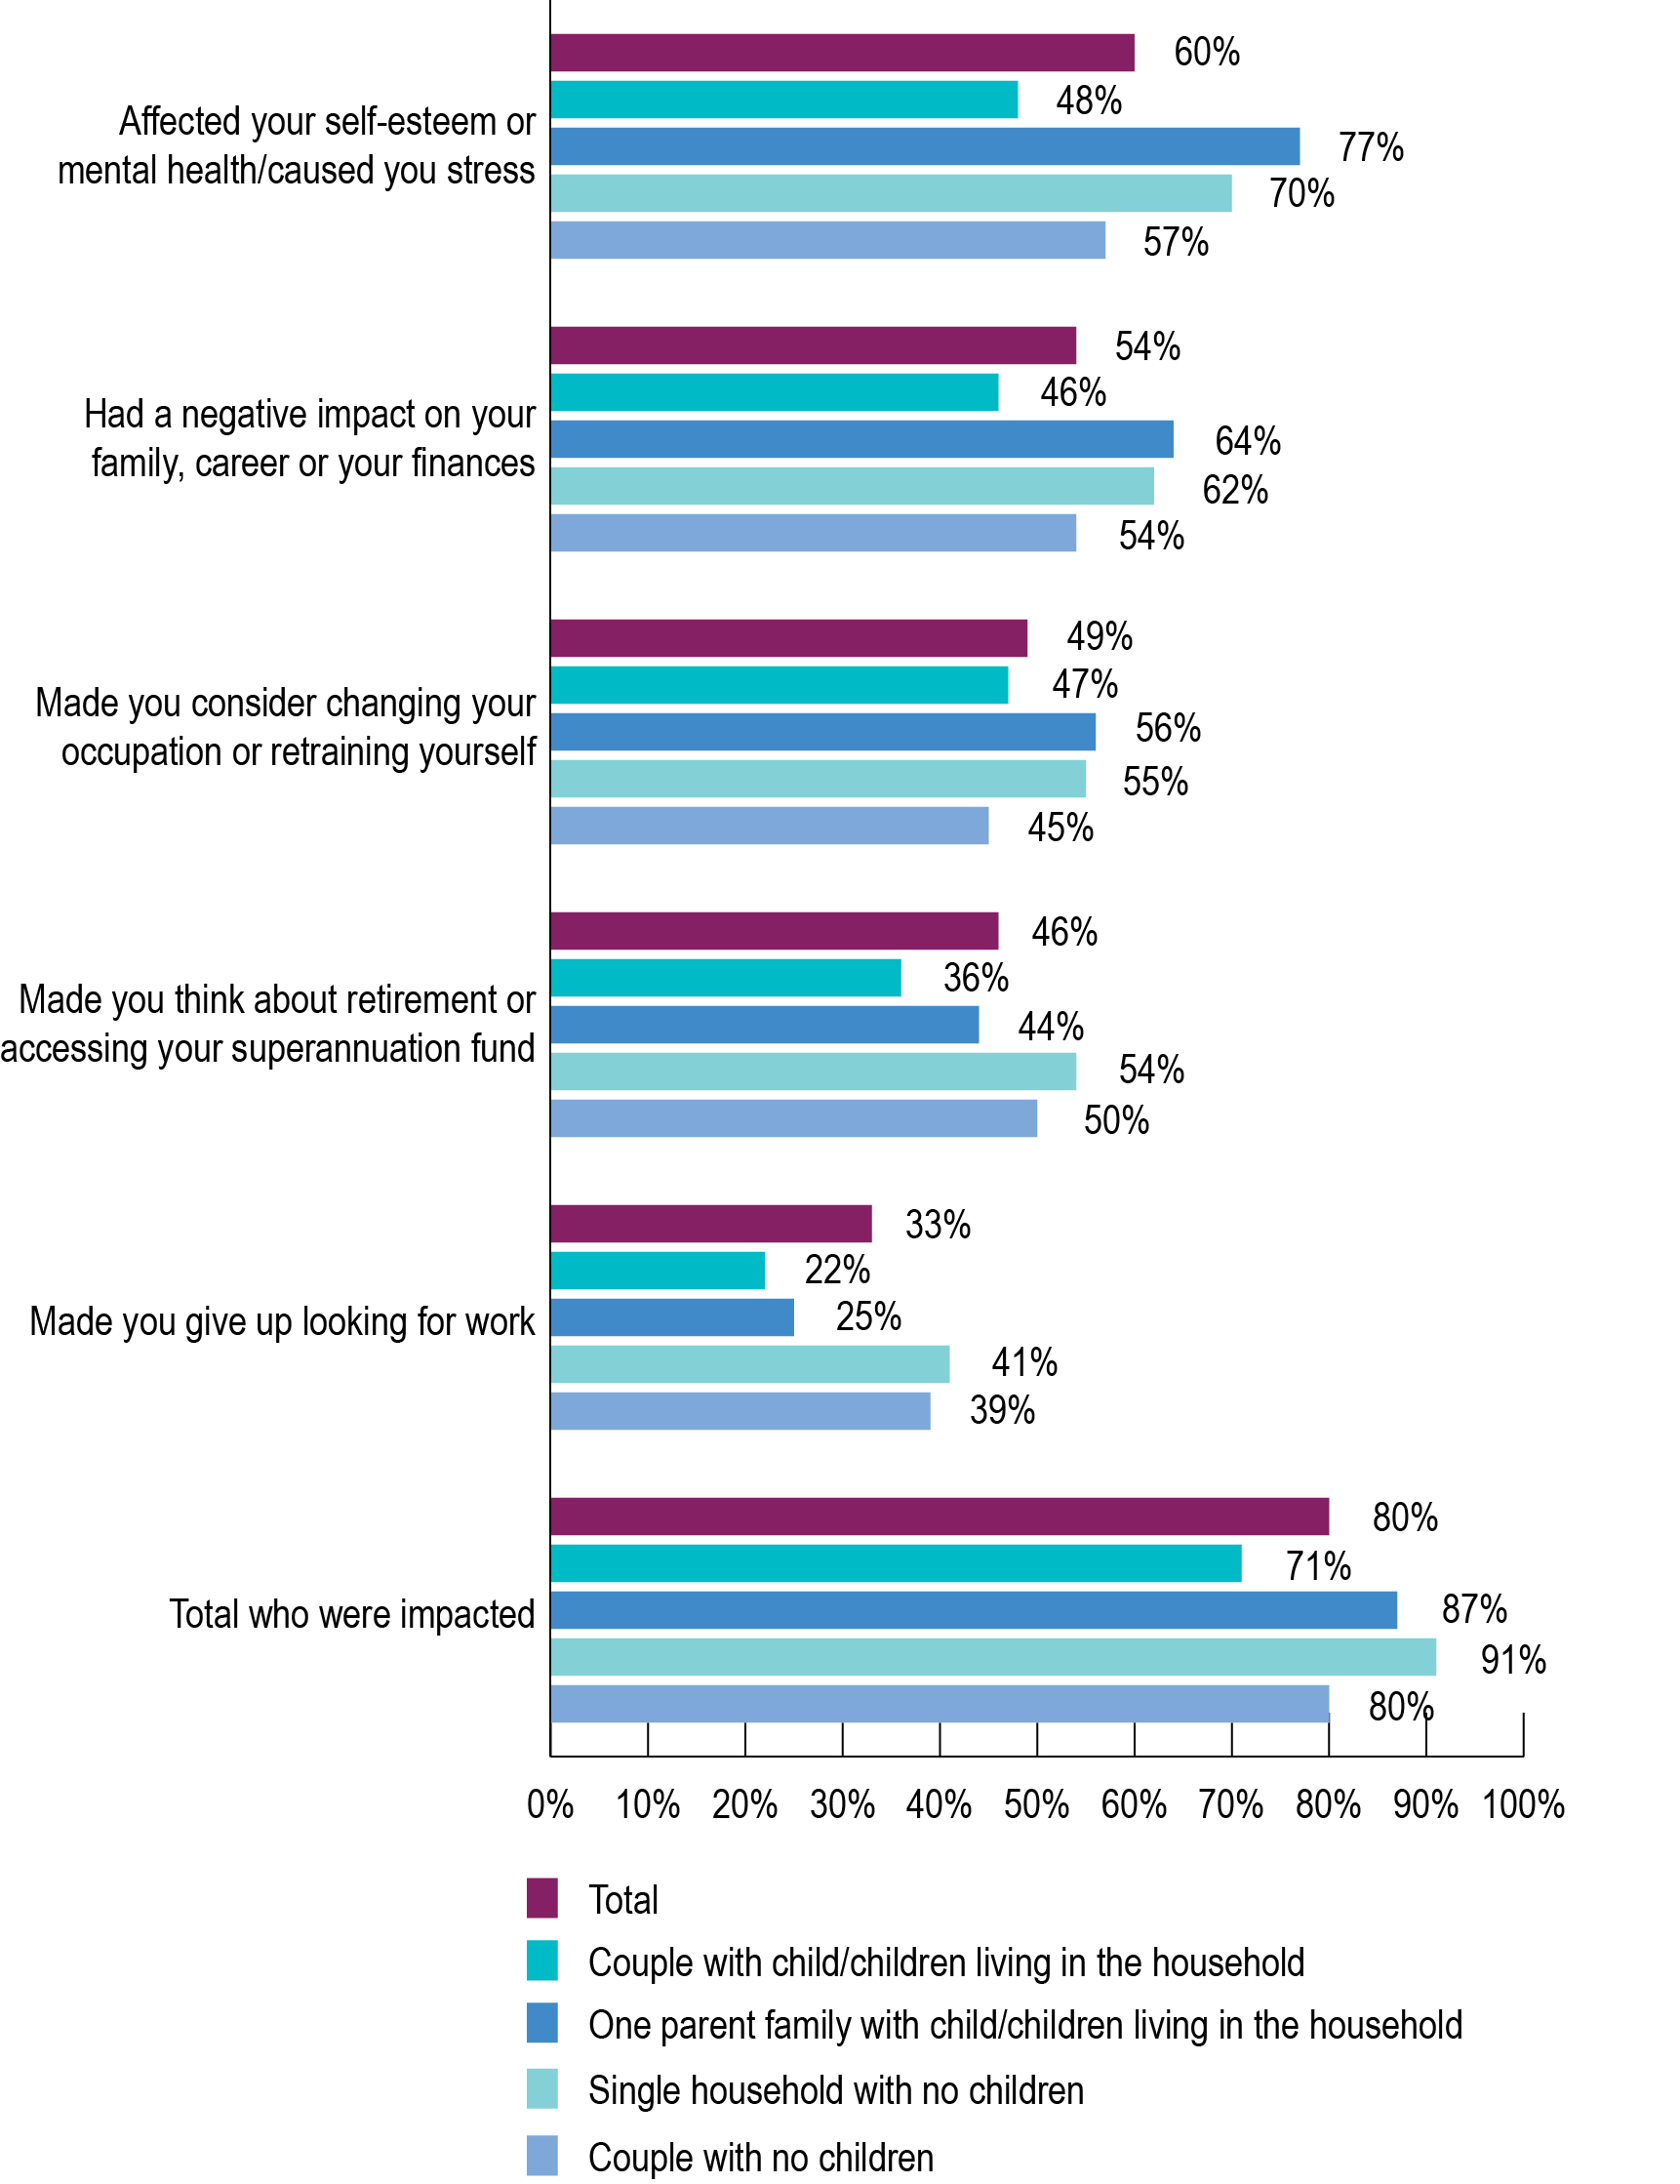 60%
48%
Affected your self-esteem or
mental health/caused you stress
77%
70%
57%
54%
46%
Had a negative impact on your
family, career or your finances
64%
62%
54%
49%
47%
Made you consider changing your
occupation or retraining yourself
56%
55%
45%
46%
36%
Made you think about retirement or
accessing your superannuation fund
44%
54%
50%
33%
22%
Made you give up looking for work
25%
41%
39%
80%
71%
Total who were impacted
87%
91%
80%
0% 10% 20% 30% 40% 50% 60% 70% 80% 90% 100%
Total
Couple with child/children living in the household
One parent family with child/children living in the household
Single household with no children
Couple with no children